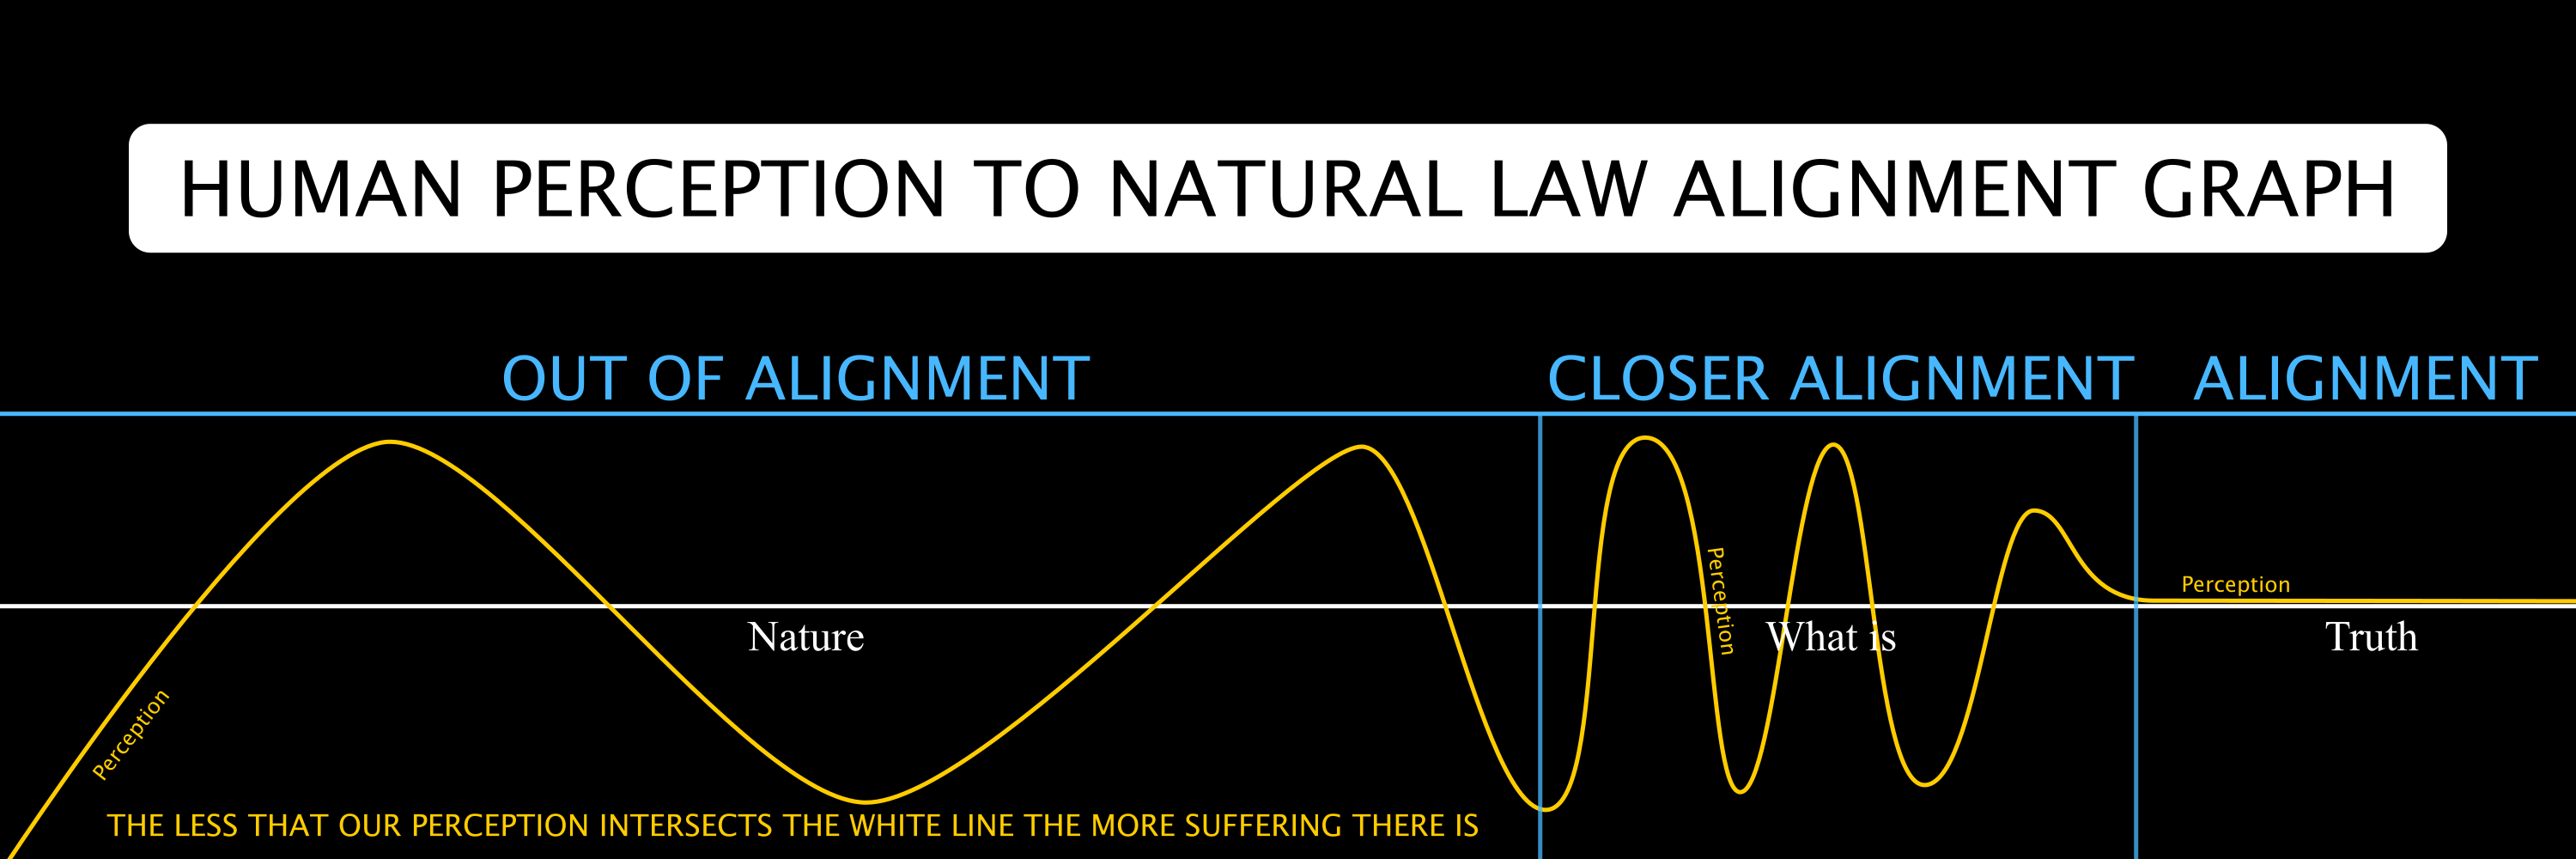 HUMAN PERCEPTION TO NATURAL LAW ALIGNMENT GRAPH
OUT OF ALIGNMENT
CLOSER ALIGNMENT
ALIGNMENT
Perception
Nature
Perception
What is
Perception
Truth
THE LESS THAT OUR PERCEPTION INTERSECTS THE WHITE LINE THE MORE SUFFERING THERE IS